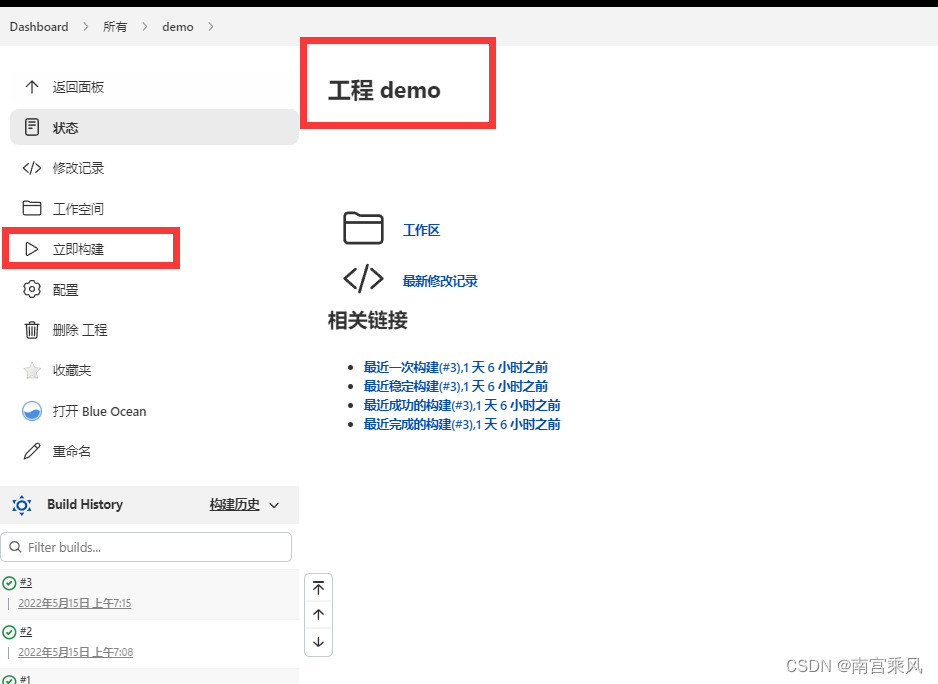 Dashboard > 所有 > demo >
返回面板
状态
修改记录
工作空间
立即构建
配置
删除 工程
收藏夹
打开 Blue Ocean
重命名
Build History 构建历史
Filter builds...
#3
2022年5月15日 上午7:15
#2
2022年5月15日 上午7:08
#1
工程 demo
工作区
最新修改记录
相关链接
最近一次构建(#3),1 天 6 小时之前
最近稳定构建(#3),1 天 6 小时之前
最近成功的构建(#3),1 天 6 小时之前
最近完成的构建(#3),1 天 6 小时之前
CSDN @南宫乘风